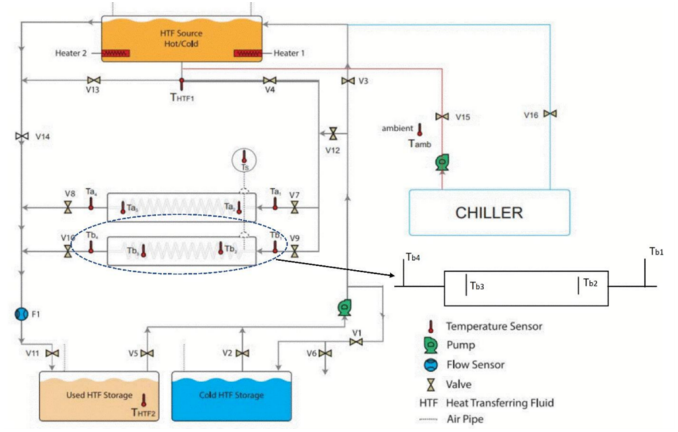 HTF Source
Hot/Cold
Heater 2
Heater 1
V13
V4
V3
THTF1
V15
V16
ambient
Tamb
V14
V12
Ts
V8
Ta4
Ta1
V7
CHILLER
V10
Tb4
Tb3
Tb2
V9
Tb4
Tb1
Tb3
Tb2
F1
V11
V5
V2
V6
V1
Used HTF Storage
THTF2
Cold HTF Storage
Temperature Sensor
Pump
Flow Sensor
Valve
HTF Heat Transferring Fluid
Air Pipe